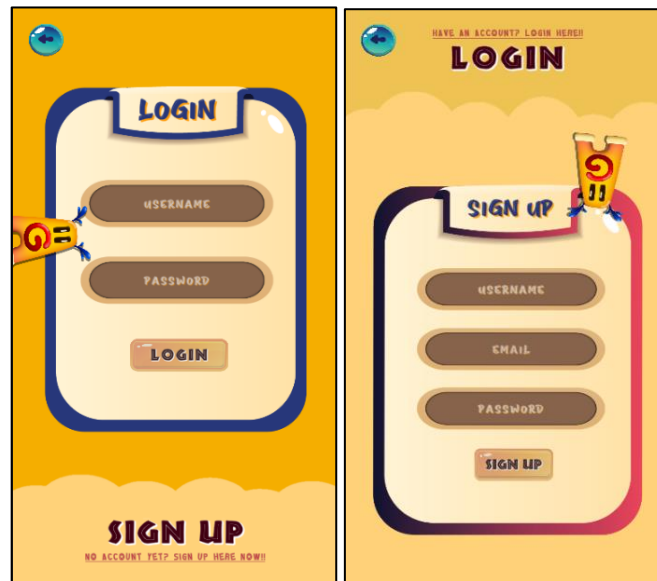 LOGIN
USERNAME
PASSWORD
LOGIN
SIGN UP
NO ACCOUNT YET? SIGN UP HERE NOW!!
HAVE AN ACCOUNT? LOGIN HERE!!
LOGIN
SIGN UP
USERNAME
EMAIL
PASSWORD
SIGN UP